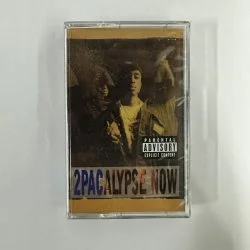 PARENTAL
ADVISORY
EXPLICIT CONTENT
2PACALYPSE NOW